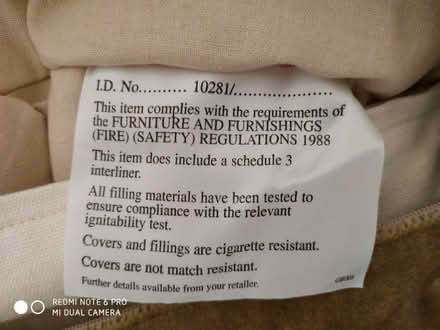 I.D. No.......... 10281/....................
This item complies with the requirements of
the FURNITURE AND FURNISHINGS
(FIRE) (SAFETY) REGULATIONS 1988
This item does include a schedule 3
interliner.
All filling materials have been tested to
ensure compliance with the relevant
ignitability test.
Covers and fillings are cigarette resistant.
Covers are not match resistant.
Further details available from your retailer.
REDMI NOTE 6 PRO
MI DUAL CAMERA